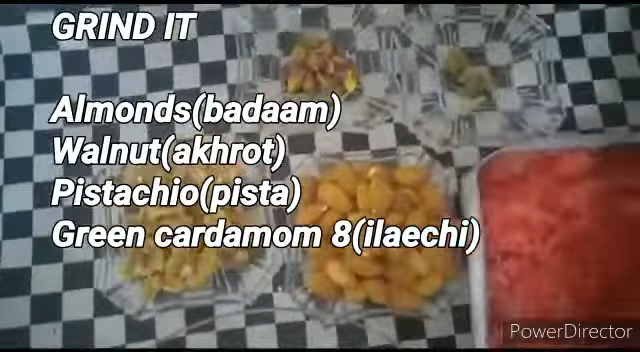 GRIND IT
Almonds(badaam)
Walnut(akhrot)
Pistachio(pista)
Green cardamom 8(ilaechi)
PowerDirector